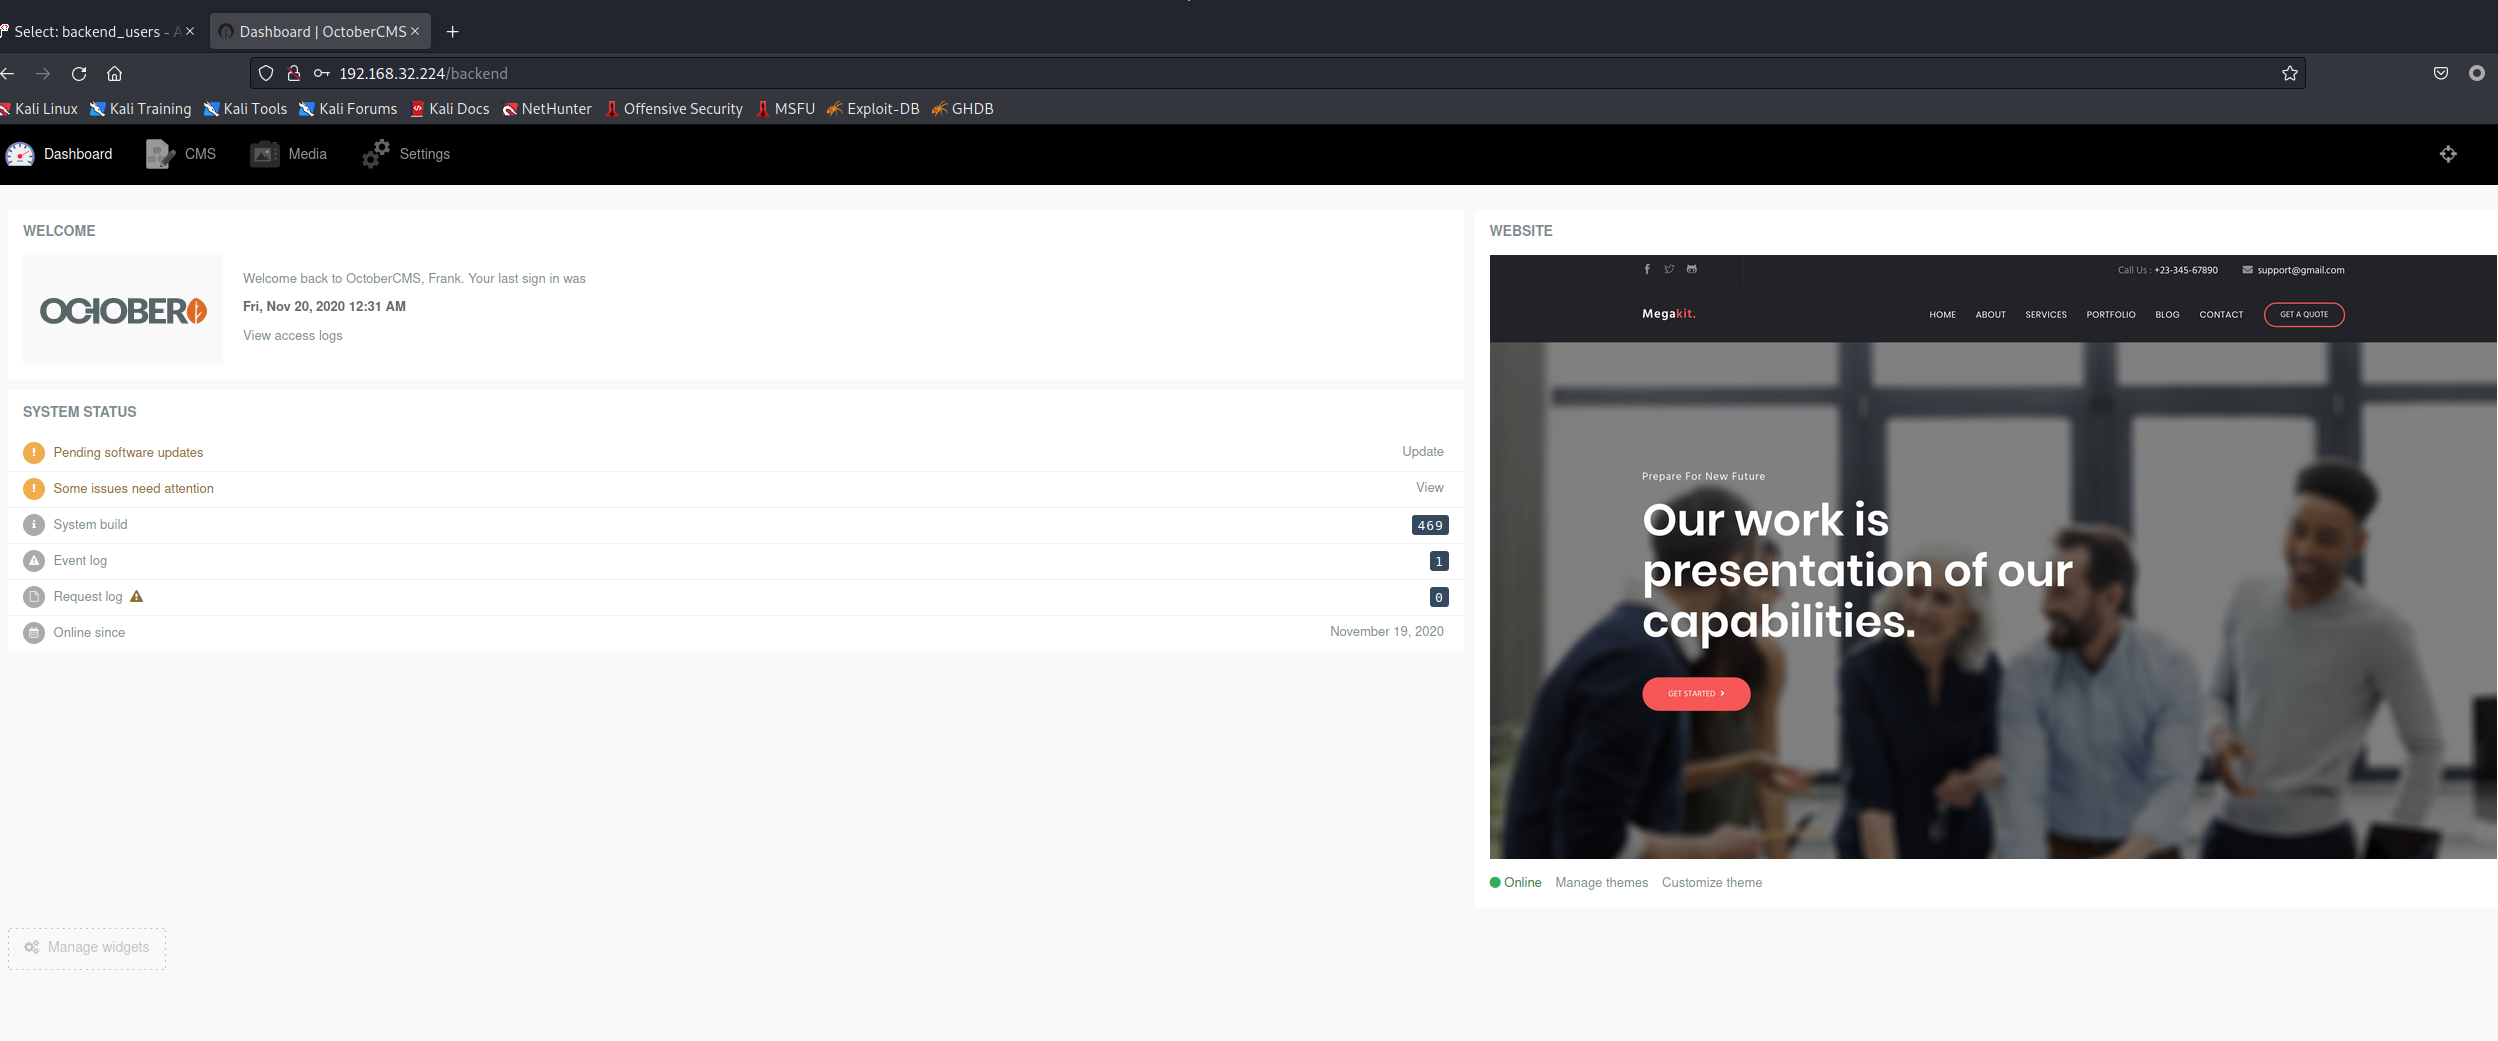 Select: backend_users - A
Dashboard | OctoberCMS
192.168.32.224/backend
Kali Linux Kali Training Kali Tools Kali Forums Kali Docs NetHunter Offensive Security MSFU Exploit-DB GHDB
Dashboard CMS Media Settings
WELCOME
OCTOBER
Welcome back to OctoberCMS, Frank. Your last sign in was
Fri, Nov 20, 2020 12:31 AM
View access logs
SYSTEM STATUS
Pending software updates Update
Some issues need attention View
System build 469
Event log 1
Request log 0
Online since November 19, 2020
Manage widgets
WEBSITE
Call Us : +23-345-67890 support@gmail.com
Megakit. HOME ABOUT SERVICES PORTFOLIO BLOG CONTACT GET A QUOTE
Prepare For New Future
Our work is
presentation of our
capabilities.
GET STARTED
Online Manage themes Customize theme